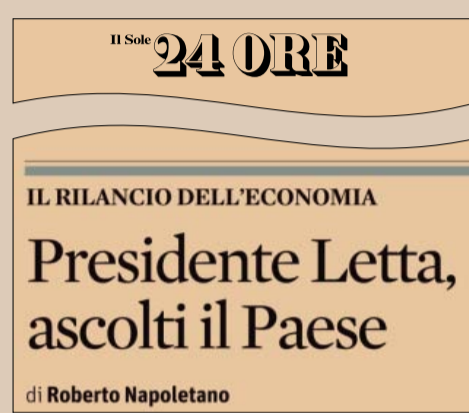 Il Sole 24 ORE
IL RILANCIO DELL'ECONOMIA
Presidente Letta,
ascolti il Paese
di Roberto Napoletano